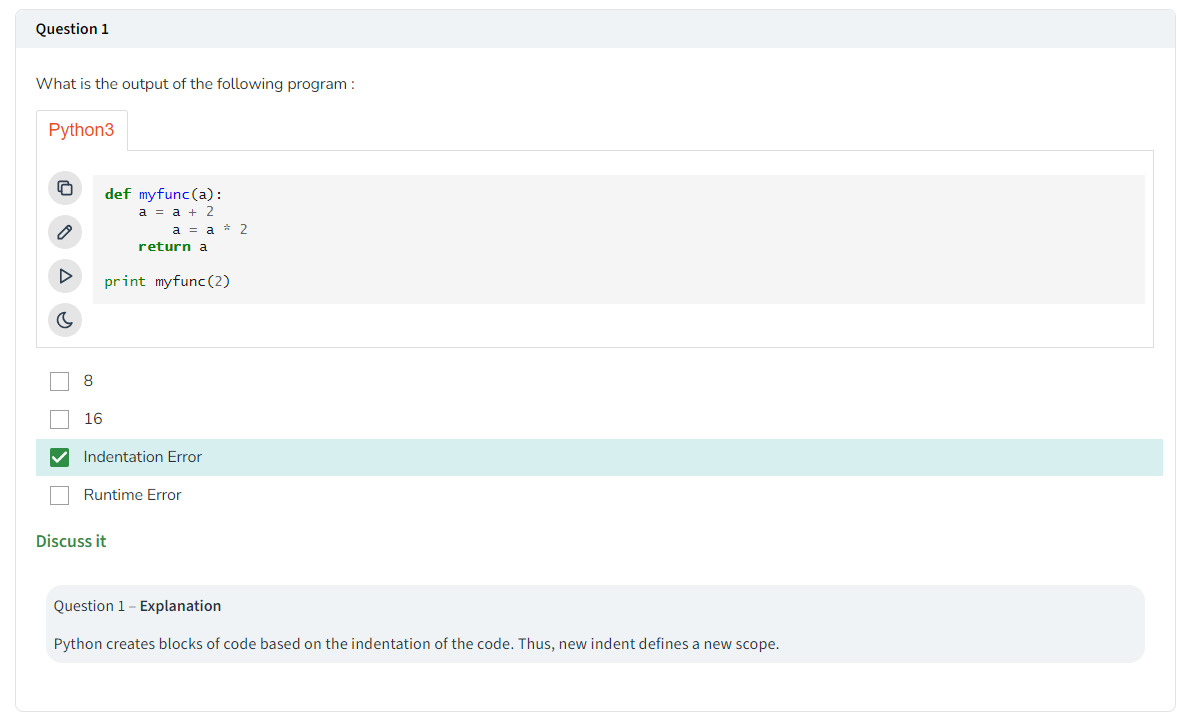 Question 1
What is the output of the following program :
Python3
def myfunc(a):
    a = a + 2
        a = a * 2
    return a
print myfunc(2)
8
16
Indentation Error
Runtime Error
Discuss it
Question 1 – Explanation
Python creates blocks of code based on the indentation of the code. Thus, new indent defines a new scope.